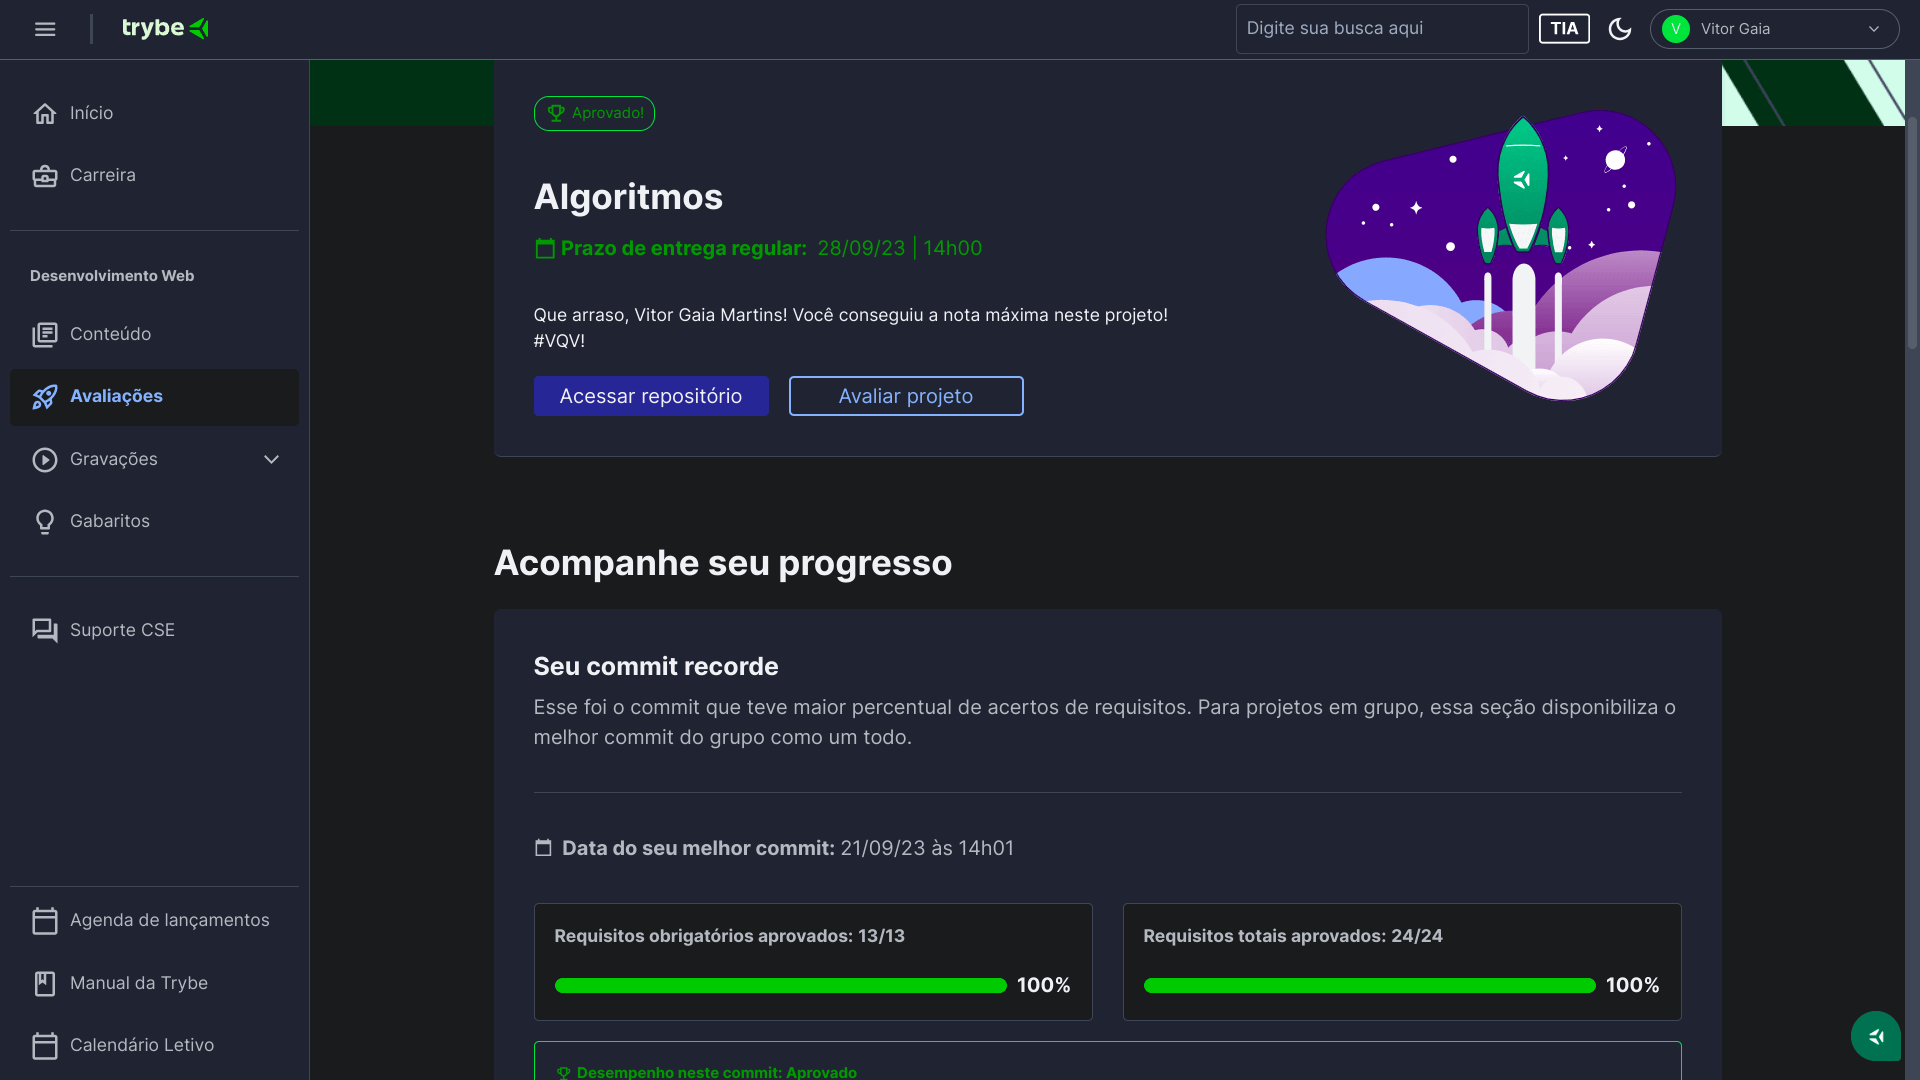 trybe
Digite sua busca aqui
TIA
V
Vitor Gaia
Início
Carreira
Desenvolvimento Web
Conteúdo
Avaliações
Gravações
Gabaritos
Suporte CSE
Agenda de lançamentos
Manual da Trybe
Calendário Letivo
Aprovado!
Algoritmos
Prazo de entrega regular: 28/09/23 | 14h00
Que arraso, Vitor Gaia Martins! Você conseguiu a nota máxima neste projeto!
#VQV!
Acessar repositório
Avaliar projeto
Acompanhe seu progresso
Seu commit recorde
Esse foi o commit que teve maior percentual de acertos de requisitos. Para projetos em grupo, essa seção disponibiliza o
melhor commit do grupo como um todo.
Data do seu melhor commit: 21/09/23 às 14h01
Requisitos obrigatórios aprovados: 13/13
100%
Requisitos totais aprovados: 24/24
100%
Desempenho neste commit: Aprovado